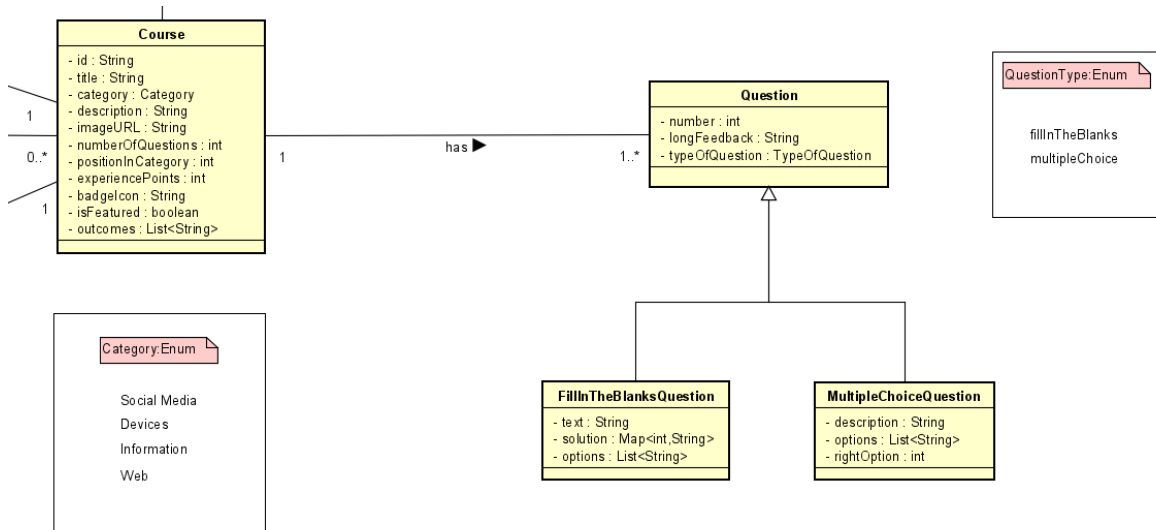 Course
- id : String
- title : String
- category : Category
- description : String
- imageURL : String
- numberOfQuestions : int
- positionInCategory : int
- experiencePoints : int
- badgeIcon : String
- isFeatured : boolean
- outcomes : List<String>
1
0..*
1
1
has
1..*
Question
- number : int
- longFeedback : String
- typeOfQuestion : TypeOfQuestion
QuestionType:Enum
fillInTheBlanks
multipleChoice
Category:Enum
Social Media
Devices
Information
Web
FillInTheBlanksQuestion
- text : String
- solution : Map<int,String>
- options : List<String>
MultipleChoiceQuestion
- description : String
- options : List<String>
- rightOption : int